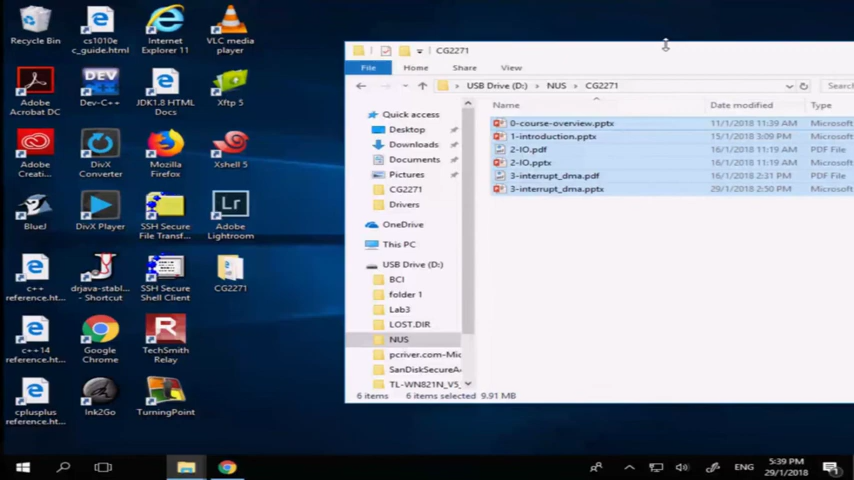 Recycle Bin
cs1010e
c_guide.html
Internet
Explorer 11
VLC media
player
Adobe
Acrobat DC
DEV
Dev-C++
JDK1.8 HTML
Docs
Xftp 5
Adobe
Creati...
DivX
Converter
Mozilla
Firefox
Xshell 5
BlueJ
DivX Player
SSH Secure
File Transf...
Lr
Adobe
Lightroom
c++
reference.ht...
drjava-stabl...
- Shortcut
SSH Secure
Shell Client
CG2271
c++14
reference.ht...
Google
Chrome
R
TechSmith
Relay
cplusplus
reference.ht...
Ink2Go
TurningPoint
CG2271
File Home Share View
USB Drive (D:) > NUS > CG2271
Search
Name Date modified Type
0-course-overview.pptx 11/1/2018 11:39 AM Microsoft
1-introduction.pptx 15/1/2018 3:09 PM Microsoft
2-IO.pdf 16/1/2018 11:19 AM PDF File
2-IO.pptx 16/1/2018 11:19 AM Microsoft
3-interrupt_dma.pdf 16/1/2018 2:31 PM PDF File
3-interrupt_dma.pptx 29/1/2018 2:50 PM Microsoft
Quick access
Desktop
Downloads
Documents
Pictures
CG2271
Drivers
OneDrive
This PC
USB Drive (D:)
BCI
folder 1
Lab3
LOST.DIR
NUS
pcriver.com-Mic
SanDiskSecureA
TL-WN821N_V5_
6 items 6 items selected 9.91 MB
ENG
5:39 PM
29/1/2018